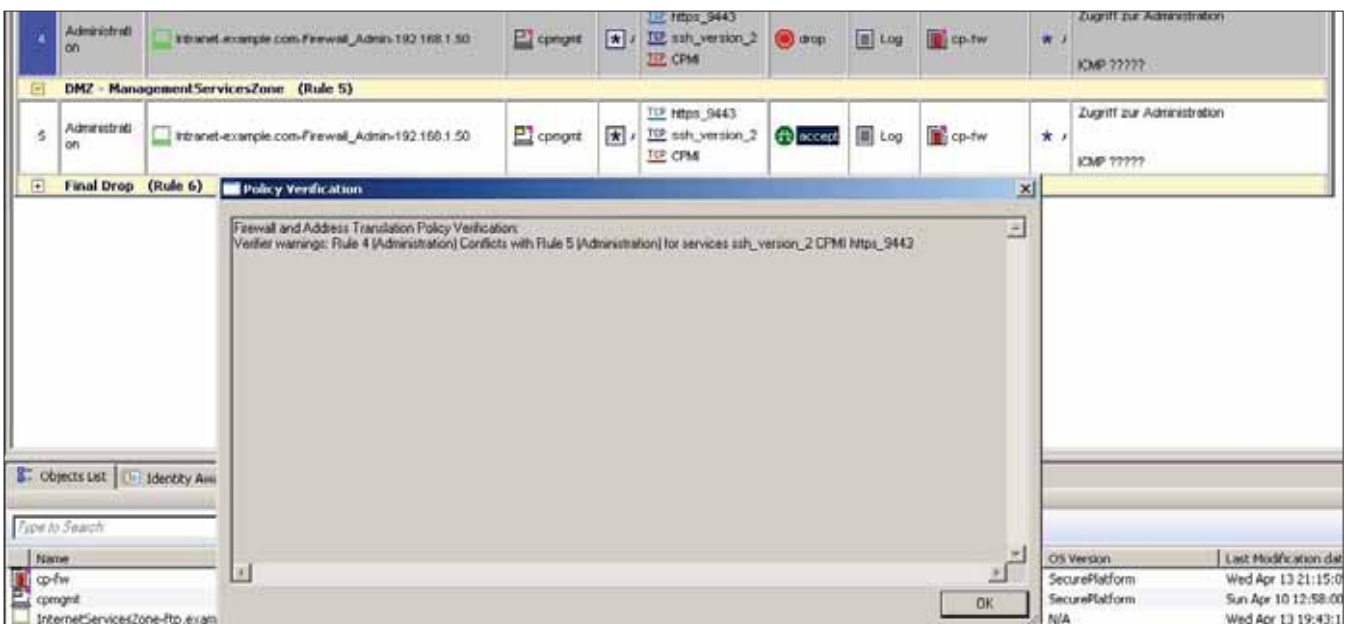 TCP https_9443
Zugriff zur Administration
4 Administrati
on
Intranet-example.com-Firewall_Admin-192.168.1.50
cpmgmt
TCP ssh_version_2
drop
Log
cp-fw
TCP CPMI
ICMP ?????
DMZ - ManagementServicesZone (Rule 5)
5 Administrati
on
Intranet-example.com-Firewall_Admin-192.168.1.50
cpmgmt
TCP https_9443
TCP ssh_version_2
TCP CPMI
accept
Log
cp-fw
Zugriff zur Administration
ICMP ?????
Final Drop (Rule 6)
Policy Verification
Firewall and Address Translation Policy Verification:
Verifier warnings: Rule 4 (Administration) Conflicts with Rule 5 (Administration) for services ssh_version_2 CPMI https_9443
OK
Objects List
Identity Awa
Type to Search
Name
OS Version
Last Modification dat
cp-fw
SecurePlatform
Wed Apr 13 21:15:0
cpmgmt
SecurePlatform
Sun Apr 10 12:58:00
InternetServicesZone-ftp.exam
N/A
Wed Apr 13 19:43:1